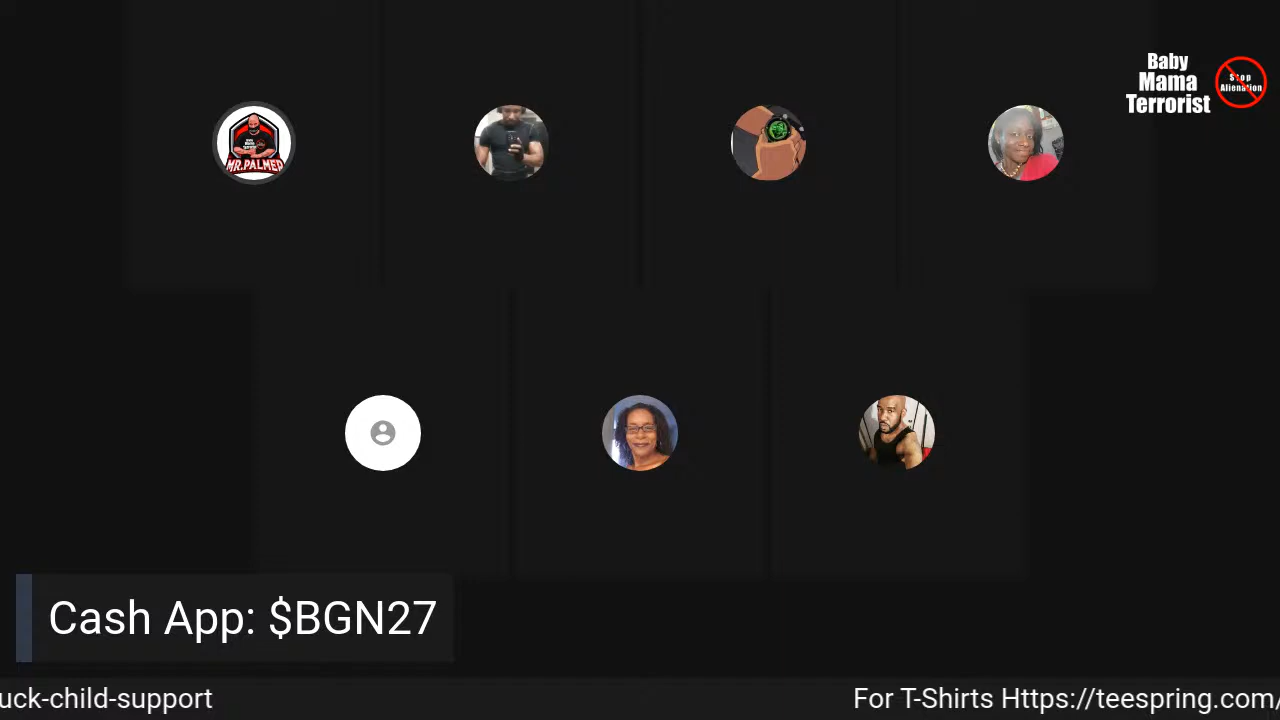 Baby
Mama
Terrorist
Stop
Alienation
MR.PALMER
Cash App: $BGN27
uck-child-support
For T-Shirts Https://teespring.com/